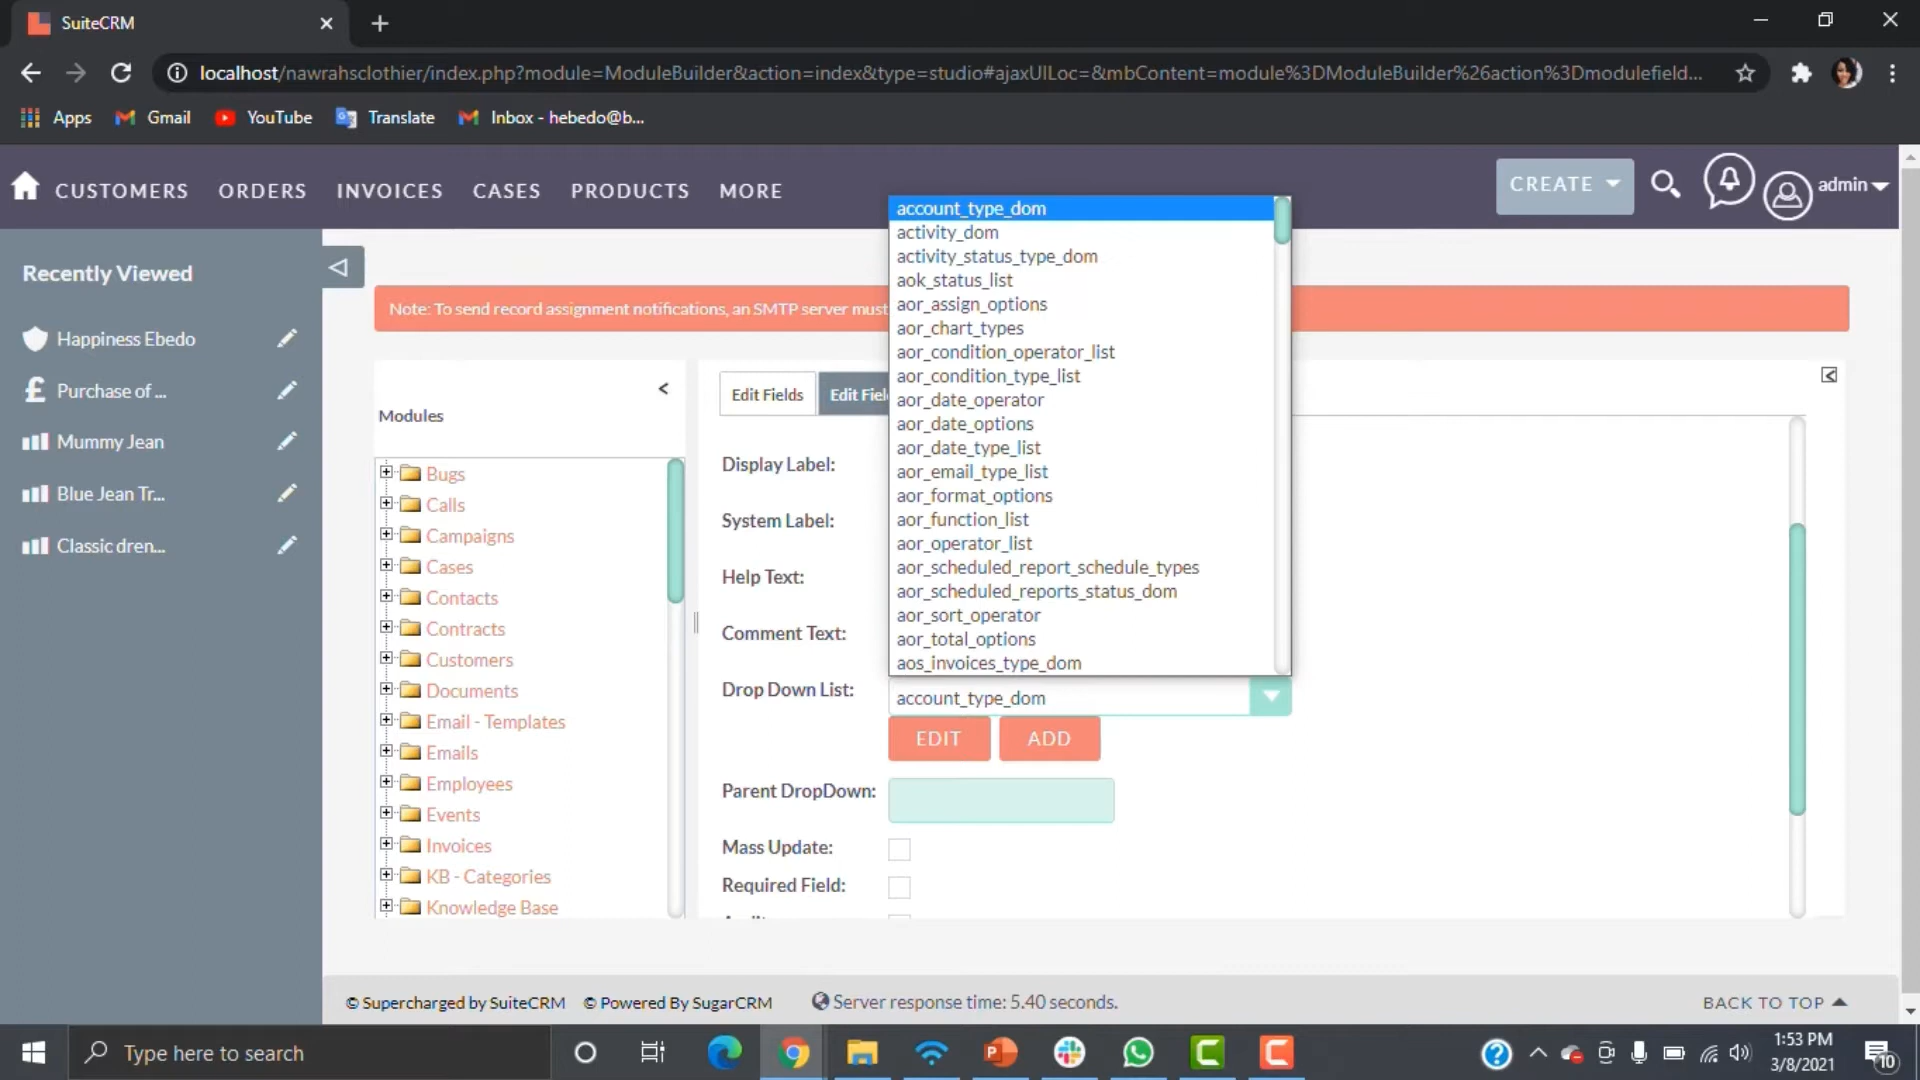 SuiteCRM
localhost/nawrahsclothier/index.php?module=ModuleBuilder&action=index&type=studio#ajaxUILoc=&mbContent=module%3DModuleBuilder%26action%3Dmodulefield...
Apps Gmail YouTube Translate Inbox - hebedo@b...
CUSTOMERS ORDERS INVOICES CASES PRODUCTS MORE
CREATE
admin
Recently Viewed
Happiness Ebedo
Purchase of ...
Mummy Jean
Blue Jean Tr...
Classic dren...
Note: To send record assignment notifications, an SMTP server must
Modules
Bugs
Calls
Campaigns
Cases
Contacts
Contracts
Customers
Documents
Email - Templates
Emails
Employees
Events
Invoices
KB - Categories
Knowledge Base
Edit Fields Edit Fiel
account_type_dom
activity_dom
activity_status_type_dom
aok_status_list
aor_assign_options
aor_chart_types
aor_condition_operator_list
aor_condition_type_list
aor_date_operator
aor_date_options
aor_date_type_list
aor_email_type_list
aor_format_options
aor_function_list
aor_operator_list
aor_scheduled_report_schedule_types
aor_scheduled_reports_status_dom
aor_sort_operator
aor_total_options
aos_invoices_type_dom
Display Label:
System Label:
Help Text:
Comment Text:
Drop Down List: account_type_dom
EDIT ADD
Parent DropDown:
Mass Update:
Required Field:
© Supercharged by SuiteCRM © Powered By SugarCRM Server response time: 5.40 seconds.
BACK TO TOP
Type here to search
1:53 PM
3/8/2021
10